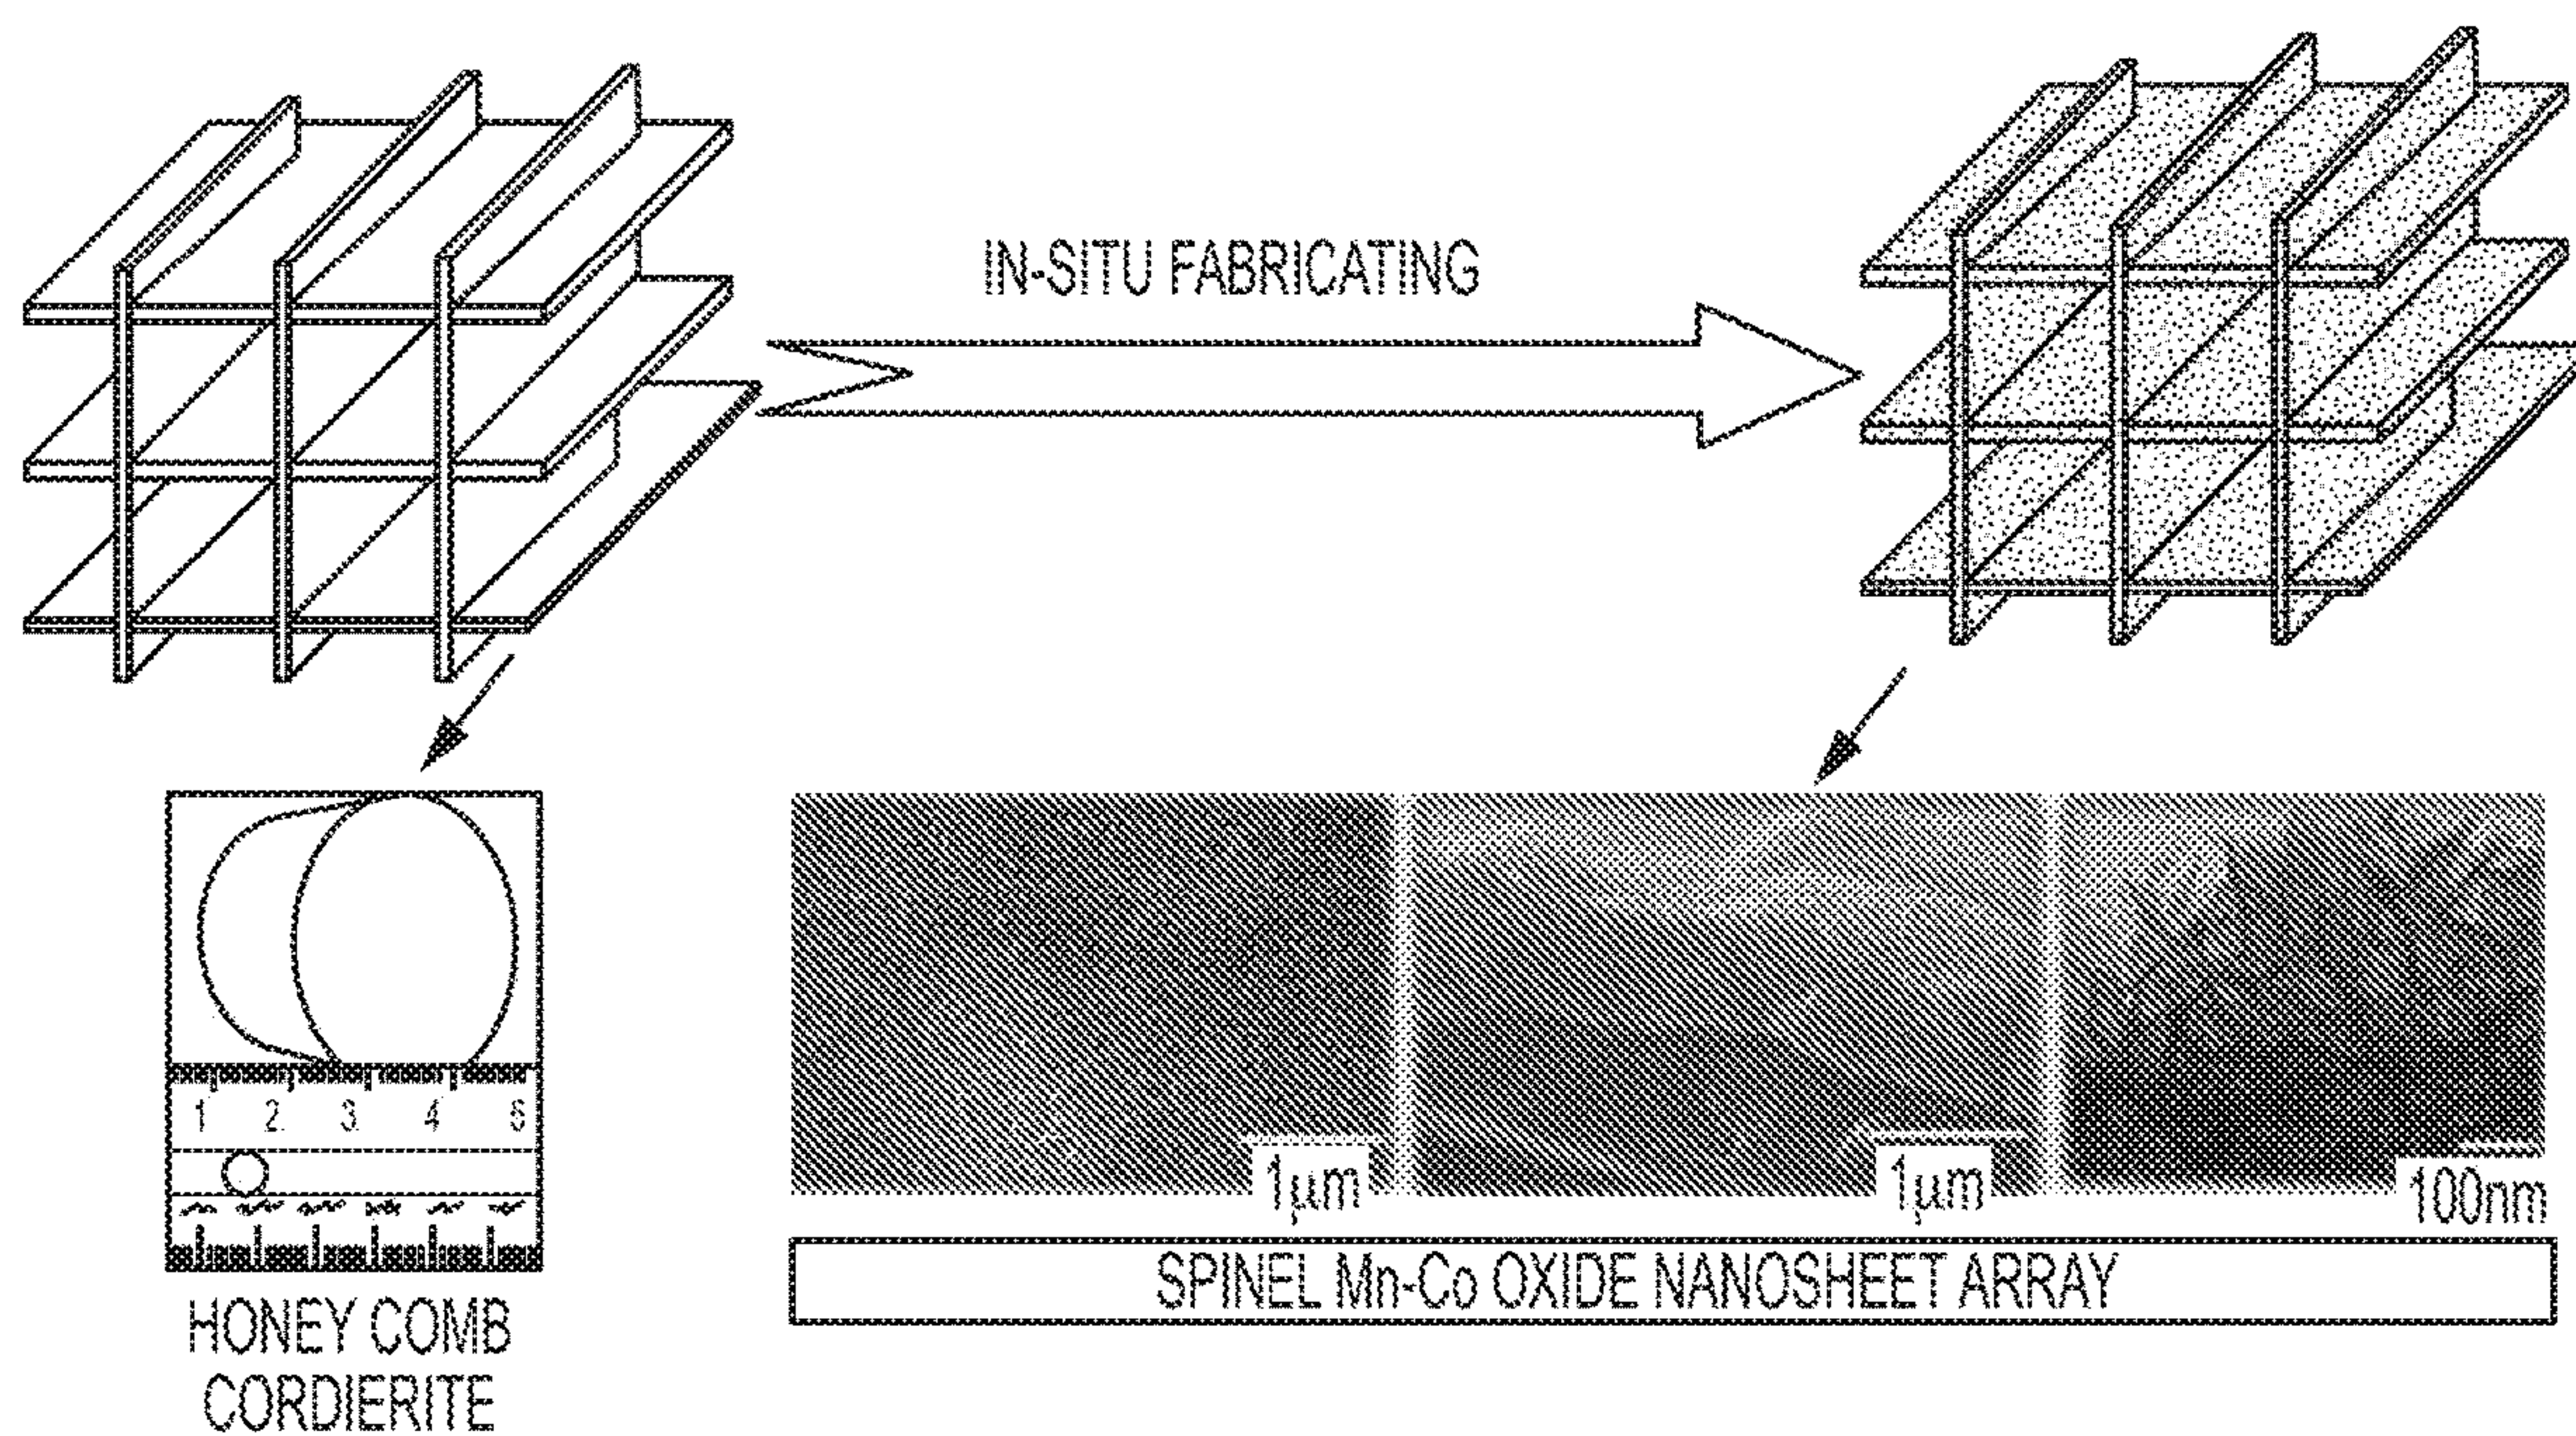 IN-SITU FABRICATING
1 2 3 4 5
1μm
1μm
100nm
SPINEL Mn-Co OXIDE NANOSHEET ARRAY
HONEY COMB
CORDIERITE